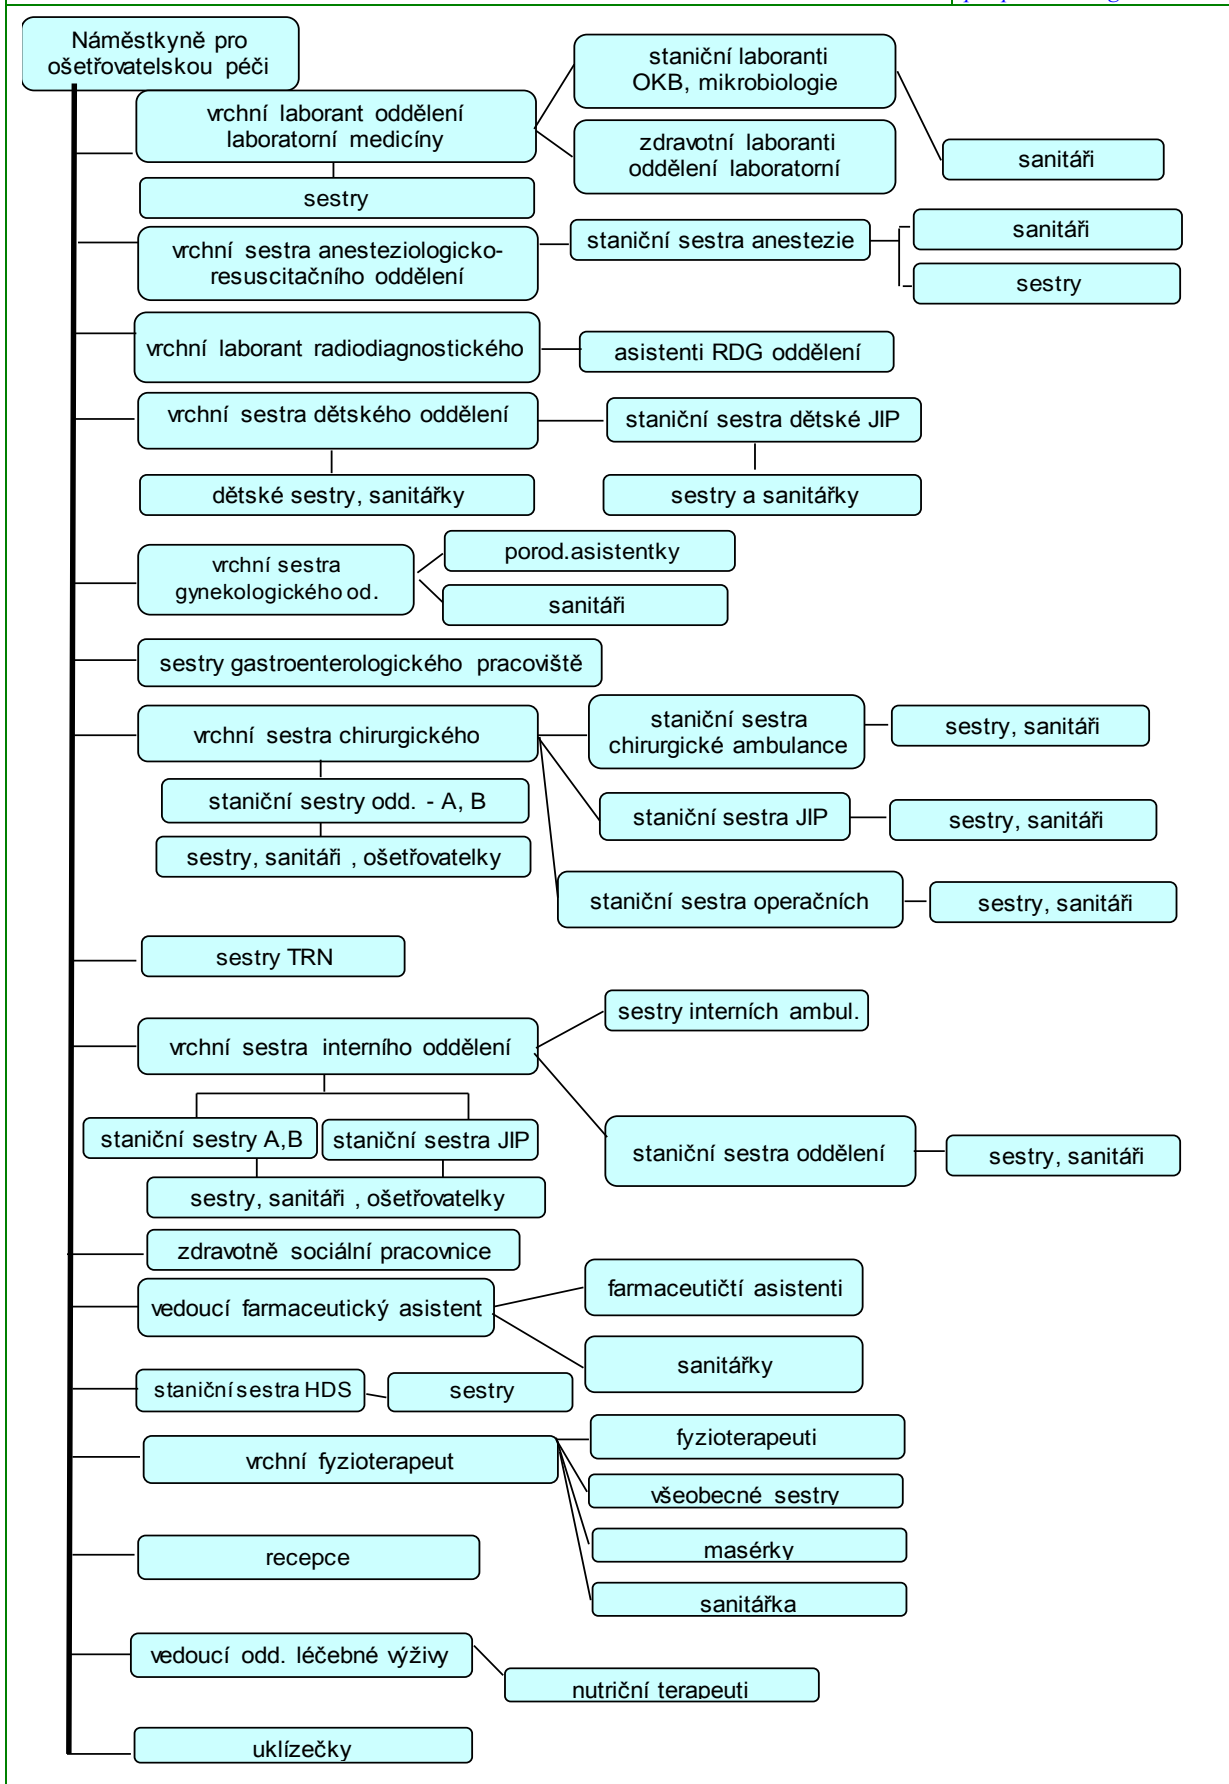 Náměstkyně pro
ošetřovatelskou péči
vrchní laborant oddělení
laboratorní medicíny
staniční laboranti
OKB, mikrobiologie
zdravotní laboranti
oddělení laboratorní
sanitáři
sestry
vrchní sestra anesteziologicko-
resuscitačního oddělení
staniční sestra anestezie
sanitáři
sestry
vrchní laborant radiodiagnostického
asistenti RDG oddělení
vrchní sestra dětského oddělení
staniční sestra dětské JIP
dětské sestry, sanitářky
sestry a sanitářky
vrchní sestra
gynekologického od.
porod.asistentky
sanitáři
sestry gastroenterologického pracoviště
vrchní sestra chirurgického
staniční sestra
chirurgické ambulance
sestry, sanitáři
staniční sestry odd. - A, B
staniční sestra JIP
sestry, sanitáři
sestry, sanitáři , ošetřovatelky
staniční sestra operačních
sestry, sanitáři
sestry TRN
sestry interních ambul.
vrchní sestra interního oddělení
staniční sestry A,B
staniční sestra JIP
staniční sestra oddělení
sestry, sanitáři
sestry, sanitáři , ošetřovatelky
zdravotně sociální pracovnice
vedoucí farmaceutický asistent
farmaceutičtí asistenti
sanitářky
staniční sestra HDS
sestry
vrchní fyzioterapeut
fyzioterapeuti
všeobecné sestry
masérky
recepce
sanitářka
vedoucí odd. léčebné výživy
nutriční terapeuti
uklízečky